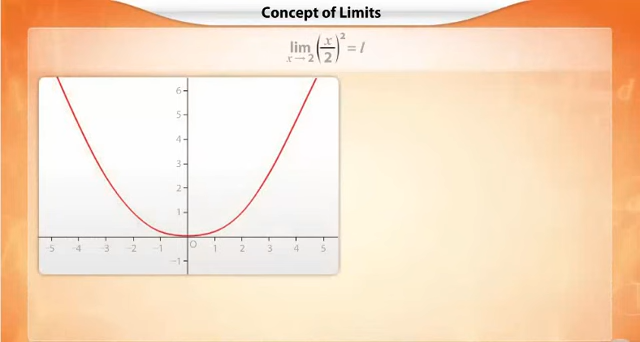 Concept of Limits
lim x→2 (x/2)² = l
6
5
4
3
2
1
-5 -4 -3 -2 -1 O 1 2 3 4 5
-1